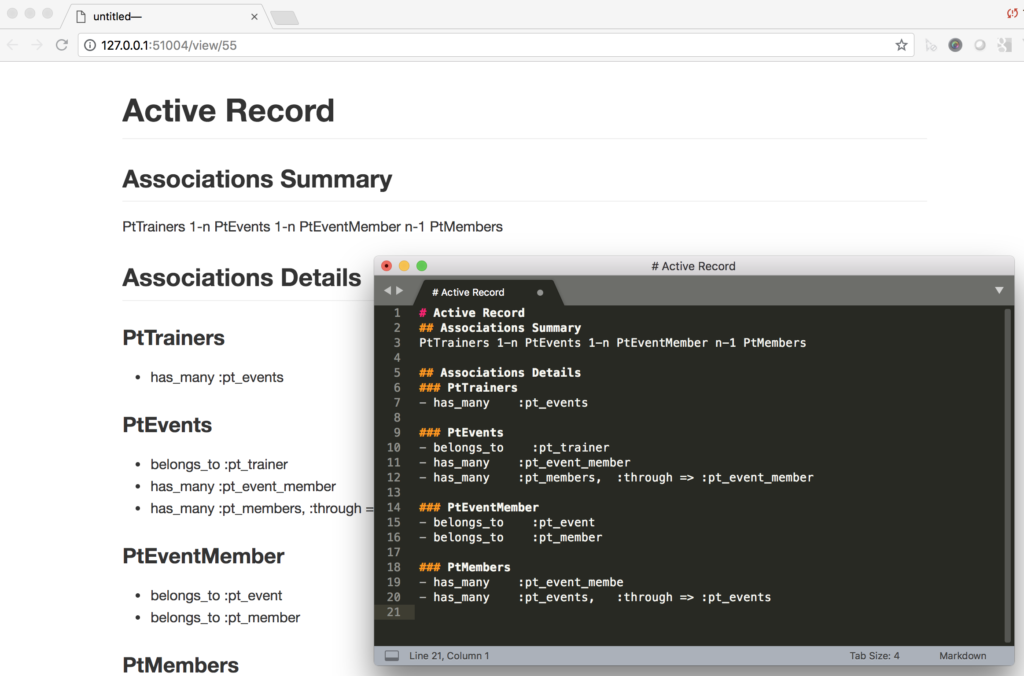 untitled—
127.0.0.1:51004/view/55
Active Record
Associations Summary
PtTrainers 1-n PtEvents 1-n PtEventMember n-1 PtMembers
Associations Details
PtTrainers
• has_many :pt_events
PtEvents
• belongs_to :pt_trainer
• has_many :pt_event_member
• has_many :pt_members, :through =
PtEventMember
• belongs_to :pt_event
• belongs_to :pt_member
PtMembers
# Active Record
# Active Record
1 # Active Record
2 ## Associations Summary
3 PtTrainers 1-n PtEvents 1-n PtEventMember n-1 PtMembers
4
5 ## Associations Details
6 ### PtTrainers
7 - has_many    :pt_events
8
9 ### PtEvents
10 - belongs_to    :pt_trainer
11 - has_many    :pt_event_member
12 - has_many    :pt_members,  :through => :pt_event_member
13
14 ### PtEventMember
15 - belongs_to    :pt_event
16 - belongs_to    :pt_member
17
18 ### PtMembers
19 - has_many    :pt_event_membe
20 - has_many    :pt_events,   :through => :pt_events
21
Line 21, Column 1
Tab Size: 4
Markdown